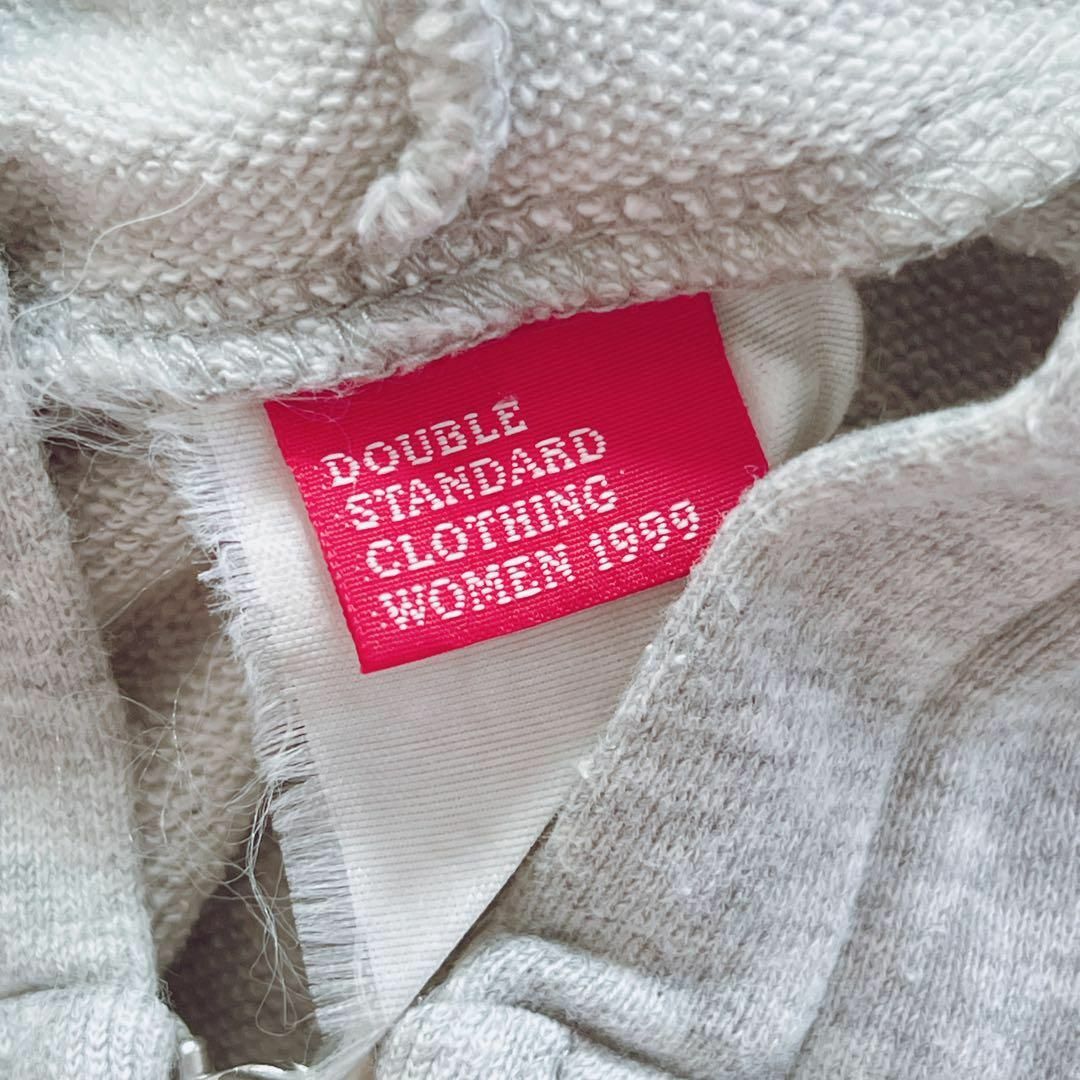 DOUBLE
STANDARD
CLOTHING
WOMEN 1999